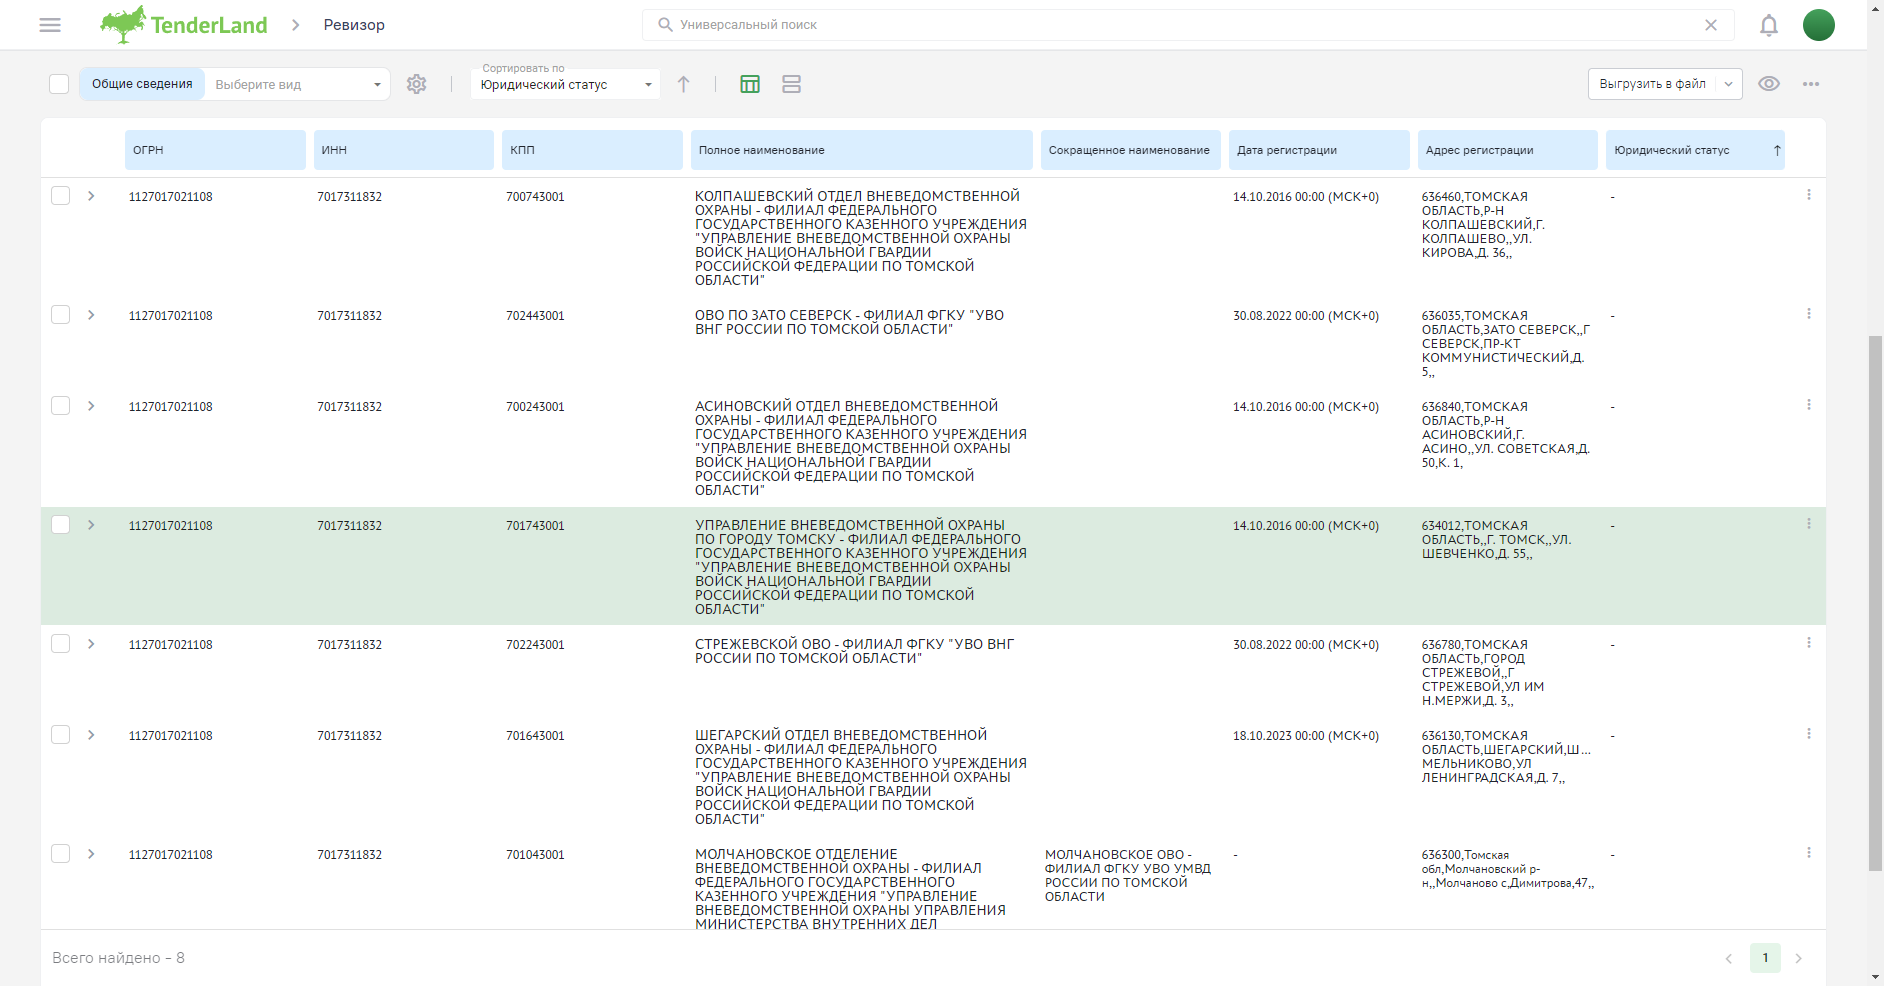 TenderLand
Ревизор
Универсальный поиск
Общие сведения
Выберите вид
Сортировать по
Юридический статус
Выгрузить в файл
ОГРН
ИНН
КПП
Полное наименование
Сокращенное наименование
Дата регистрации
Адрес регистрации
Юридический статус
1127017021108
7017311832
700743001
КОЛПАШЕВСКИЙ ОТДЕЛ ВНЕВЕДОМСТВЕННОЙ
ОХРАНЫ - ФИЛИАЛ ФЕДЕРАЛЬНОГО
ГОСУДАРСТВЕННОГО КАЗЕННОГО УЧРЕЖДЕНИЯ
"УПРАВЛЕНИЕ ВНЕВЕДОМСТВЕННОЙ ОХРАНЫ
ВОЙСК НАЦИОНАЛЬНОЙ ГВАРДИИ
РОССИЙСКОЙ ФЕДЕРАЦИИ ПО ТОМСКОЙ
ОБЛАСТИ"
14.10.2016 00:00 (МСК+0)
636460,ТОМСКАЯ
ОБЛАСТЬ,Р-Н
КОЛПАШЕВСКИЙ,Г.
КОЛПАШЕВО,,УЛ.
КИРОВА,Д. 36,,
-
1127017021108
7017311832
702443001
ОВО ПО ЗАТО СЕВЕРСК - ФИЛИАЛ ФГКУ "УВО
ВНГ РОССИИ ПО ТОМСКОЙ ОБЛАСТИ"
30.08.2022 00:00 (МСК+0)
636035,ТОМСКАЯ
ОБЛАСТЬ,ЗАТО СЕВЕРСК,,Г
СЕВЕРСК,ПР-КТ
КОММУНИСТИЧЕСКИЙ,Д.
5,,
-
1127017021108
7017311832
700243001
АСИНОВСКИЙ ОТДЕЛ ВНЕВЕДОМСТВЕННОЙ
ОХРАНЫ - ФИЛИАЛ ФЕДЕРАЛЬНОГО
ГОСУДАРСТВЕННОГО КАЗЕННОГО УЧРЕЖДЕНИЯ
"УПРАВЛЕНИЕ ВНЕВЕДОМСТВЕННОЙ ОХРАНЫ
ВОЙСК НАЦИОНАЛЬНОЙ ГВАРДИИ
РОССИЙСКОЙ ФЕДЕРАЦИИ ПО ТОМСКОЙ
ОБЛАСТИ"
14.10.2016 00:00 (МСК+0)
636840,ТОМСКАЯ
ОБЛАСТЬ,Р-Н
АСИНОВСКИЙ,Г.
АСИНО,,УЛ. СОВЕТСКАЯ,Д.
50,К. 1,
-
1127017021108
7017311832
701743001
УПРАВЛЕНИЕ ВНЕВЕДОМСТВЕННОЙ ОХРАНЫ
ПО ГОРОДУ ТОМСКУ - ФИЛИАЛ ФЕДЕРАЛЬНОГО
ГОСУДАРСТВЕННОГО КАЗЕННОГО УЧРЕЖДЕНИЯ
"УПРАВЛЕНИЕ ВНЕВЕДОМСТВЕННОЙ ОХРАНЫ
ВОЙСК НАЦИОНАЛЬНОЙ ГВАРДИИ
РОССИЙСКОЙ ФЕДЕРАЦИИ ПО ТОМСКОЙ
ОБЛАСТИ"
14.10.2016 00:00 (МСК+0)
634012,ТОМСКАЯ
ОБЛАСТЬ,,Г. ТОМСК,,УЛ.
ШЕВЧЕНКО,Д. 55,,
-
1127017021108
7017311832
702243001
СТРЕЖЕВСКОЙ ОВО - ФИЛИАЛ ФГКУ "УВО ВНГ
РОССИИ ПО ТОМСКОЙ ОБЛАСТИ"
30.08.2022 00:00 (МСК+0)
636780,ТОМСКАЯ
ОБЛАСТЬ,ГОРОД
СТРЕЖЕВОЙ,,Г
СТРЕЖЕВОЙ,УЛ ИМ
Н.МЕРЖИ,Д. 3,,
-
1127017021108
7017311832
701643001
ШЕГАРСКИЙ ОТДЕЛ ВНЕВЕДОМСТВЕННОЙ
ОХРАНЫ - ФИЛИАЛ ФЕДЕРАЛЬНОГО
ГОСУДАРСТВЕННОГО КАЗЕННОГО УЧРЕЖДЕНИЯ
"УПРАВЛЕНИЕ ВНЕВЕДОМСТВЕННОЙ ОХРАНЫ
ВОЙСК НАЦИОНАЛЬНОЙ ГВАРДИИ
РОССИЙСКОЙ ФЕДЕРАЦИИ ПО ТОМСКОЙ
ОБЛАСТИ"
18.10.2023 00:00 (МСК+0)
636130,ТОМСКАЯ
ОБЛАСТЬ,ШЕГАРСКИЙ,Ш...
МЕЛЬНИКОВО,УЛ
ЛЕНИНГРАДСКАЯ,Д. 7,,
-
1127017021108
7017311832
701043001
МОЛЧАНОВСКОЕ ОТДЕЛЕНИЕ
ВНЕВЕДОМСТВЕННОЙ ОХРАНЫ - ФИЛИАЛ
ФЕДЕРАЛЬНОГО ГОСУДАРСТВЕННОГО
КАЗЕННОГО УЧРЕЖДЕНИЯ "УПРАВЛЕНИЕ
ВНЕВЕДОМСТВЕННОЙ ОХРАНЫ УПРАВЛЕНИЯ
МИНИСТЕРСТВА ВНУТРЕННИХ ДЕЛ
МОЛЧАНОВСКОЕ ОВО -
ФИЛИАЛ ФГКУ УВО УМВД
РОССИИ ПО ТОМСКОЙ
ОБЛАСТИ
-
636300,Томская
обл,Молчановский р-
н,,Молчаново с,Димитрова,47,,
-
Всего найдено - 8
1